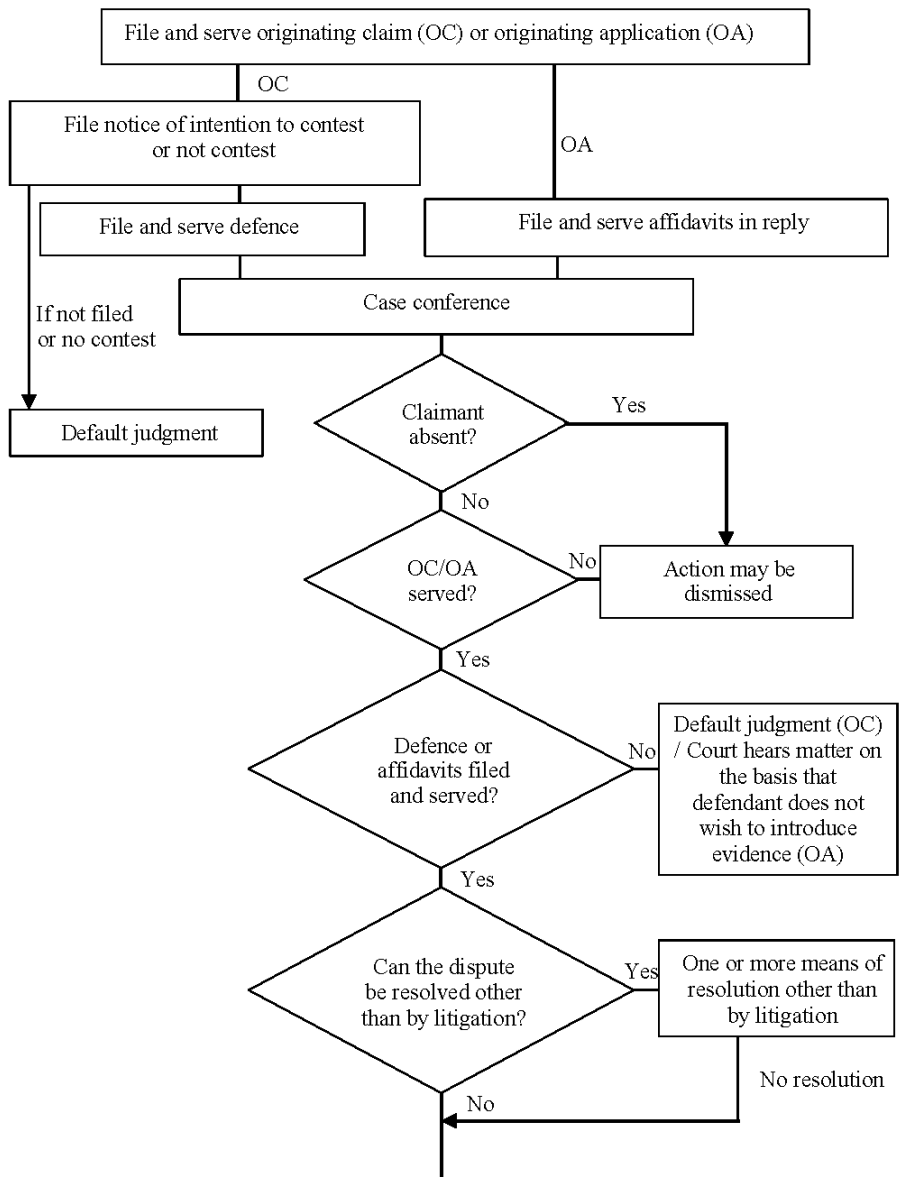 File and serve originating claim (OC) or originating application (OA)
OC
File notice of intention to contest
or not contest
OA
File and serve defence
File and serve affidavits in reply
Case conference
If not filed
or no contest
Default judgment
Claimant
absent?
Yes
No
OC/OA
served?
No
Action may be
dismissed
Yes
Defence or
affidavits filed
and served?
No
Default judgment (OC)
/ Court hears matter on
the basis that
defendant does not
wish to introduce
evidence (OA)
Yes
Can the dispute
be resolved other
than by litigation?
Yes
One or more means of
resolution other than
by litigation
No resolution
No